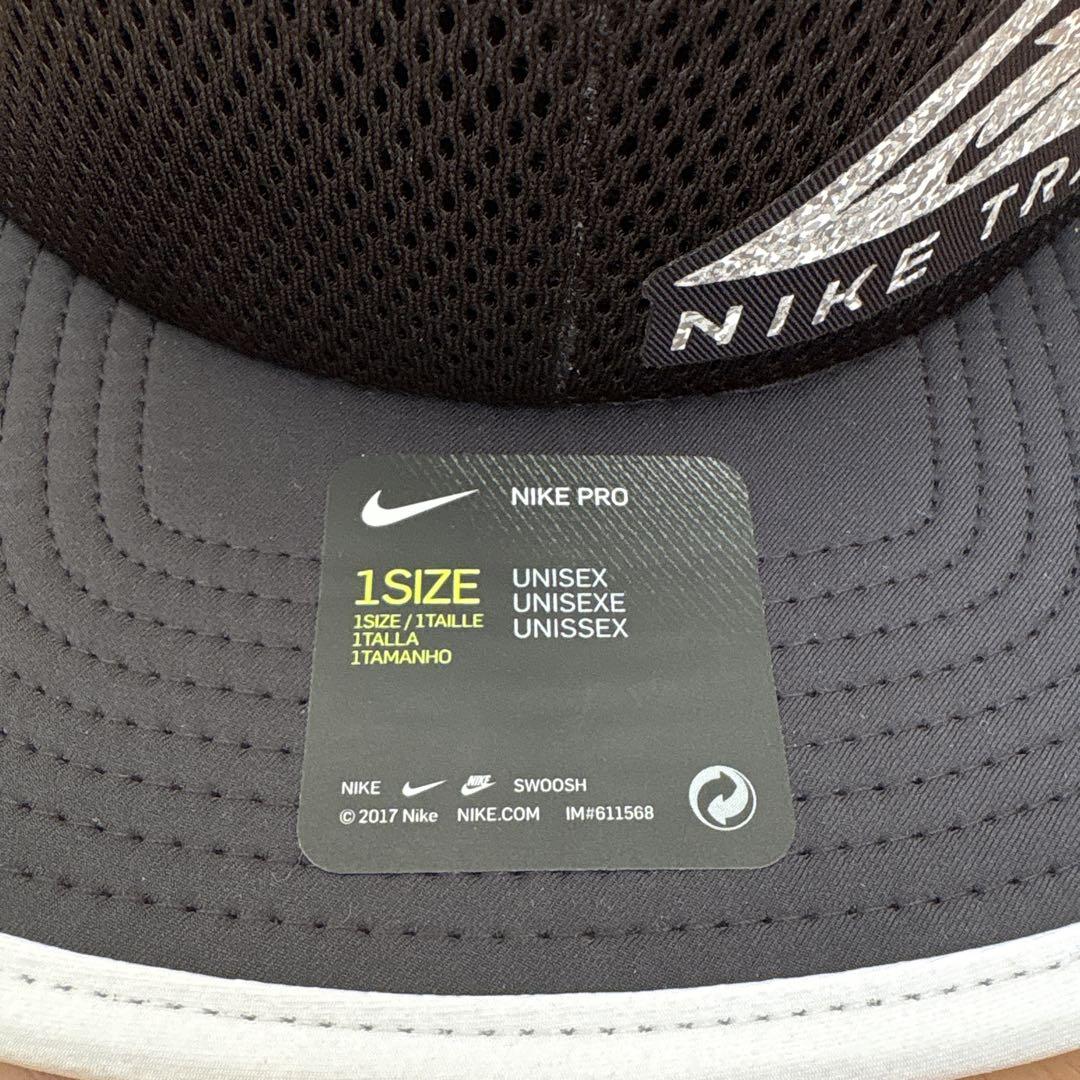 NIKE
NIKE PRO
1SIZE
1SIZE / 1TAILLE
1TALLA
1TAMANHO
UNISEX
UNISEXE
UNISSEX
NIKE NIKE SWOOSH
© 2017 Nike NIKE.COM IM#611568